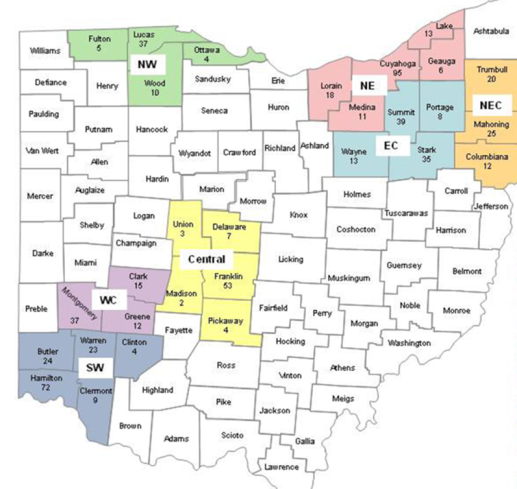 Lake
13
Ashtabula
Lucas
37
Fulton
5
Williams
Ottawa
4
Cuyahoga
95
Geauga
6
Trumbull
20
NW
Defiance
Henry
Wood
10
Sandusky
Erie
Lorain
18
NE
Medina
11
Summit
39
Portage
8
NEC
Paulding
Seneca
Huron
Mahoning
25
Putnam
Hancock
Van Wert
Allen
Wyandot
Crawford
Richland
Ashland
Wayne
13
EC
Stark
35
Columbiana
12
Hardin
Mercer
Auglaize
Marion
Morrow
Holmes
Carroll
Jefferson
Tuscarawas
Logan
Union
3
Delaware
7
Knox
Coshocton
Harrison
Shelby
Champaign
Darke
Miami
Central
Licking
Guernsey
Belmont
Clark
15
Franklin
53
Muskingum
Madison
2
Preble
Montgomery
37
WC
Greene
12
Fayette
Pickaway
4
Fairfield
Perry
Morgan
Noble
Monroe
Washington
Butler
24
Warren
23
Clinton
4
Hocking
Athens
SW
Ross
Vinton
Hamilton
72
Clermont
9
Highland
Pike
Jackson
Meigs
Brown
Adams
Scioto
Gallia
Lawrence